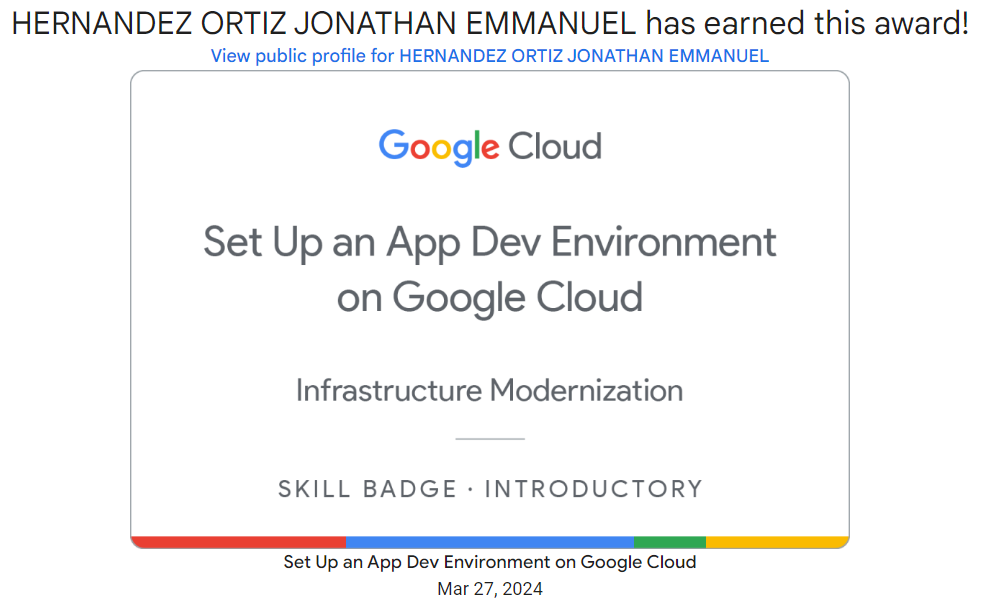 HERNANDEZ ORTIZ JONATHAN EMMANUEL has earned this award!
View public profile for HERNANDEZ ORTIZ JONATHAN EMMANUEL
Google Cloud
Set Up an App Dev Environment
on Google Cloud
Infrastructure Modernization
SKILL BADGE · INTRODUCTORY
Set Up an App Dev Environment on Google Cloud
Mar 27, 2024